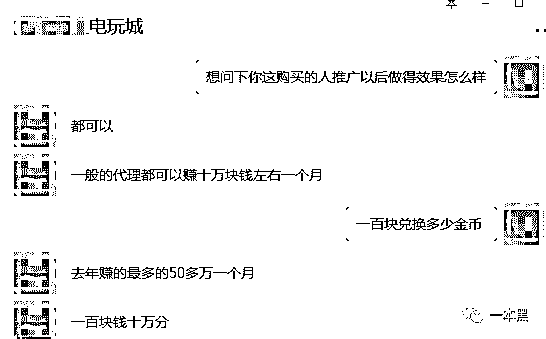 电玩城
想问下你这购买的人推广以后做得效果怎么样
都可以
一般的代理都可以赚十万块钱左右一个月
一百块兑换多少金币
去年赚的最多的50多万一个月
一百块钱十万分
一本黑